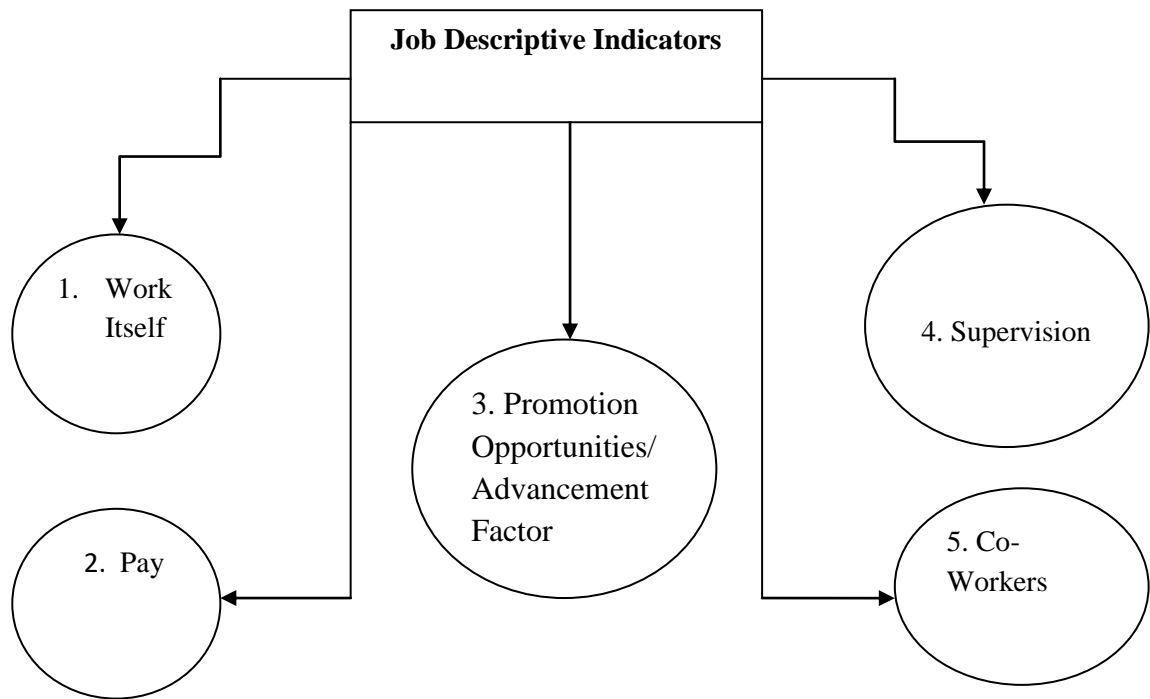 Job Descriptive Indicators
1. Work
Itself
2. Pay
3. Promotion
Opportunities/
Advancement
Factor
4. Supervision
5. Co-
Workers